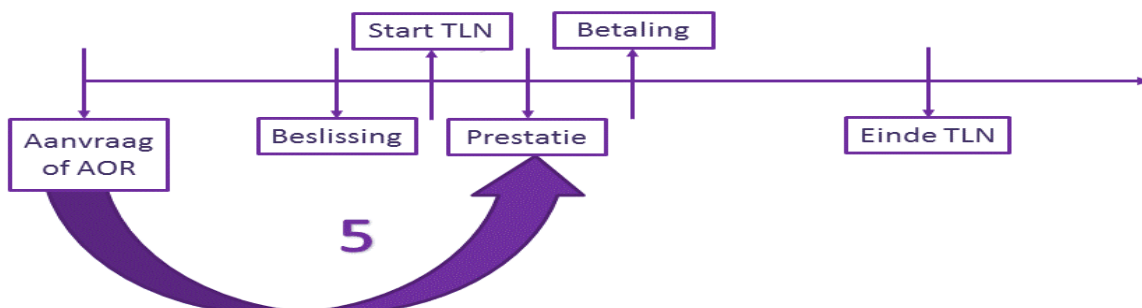 Start TLN
Betaling
Aanvraag
of AOR
Beslissing
Prestatie
Einde TLN
5